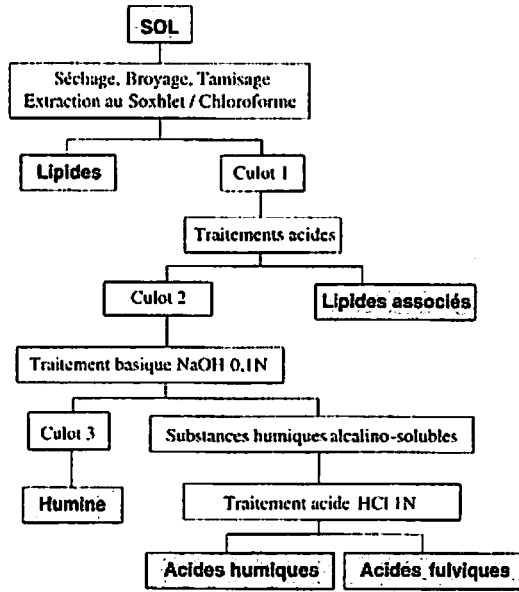 SOL
Séchage, Broyage, Tamisage
Extraction au Soxhlet / Chloroforme
Lipides
Culot 1
Traitements acides
Culot 2
Lipides associés
Traitement basique NaOH 0.1N
Culot 3
Substances humiques alcalino-solubles
Humine
Traitement acide HCl 1N
Acides humiques
Acides fulviques